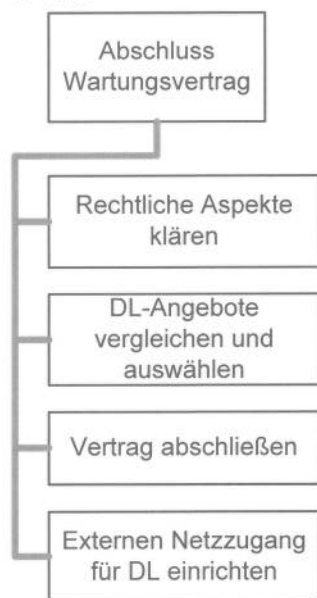 Abschluss
Wartungsvertrag
Rechtliche Aspekte
klären
DL-Angebote
vergleichen und
auswählen
Vertrag abschließen
Externen Netzzugang
für DL einrichten